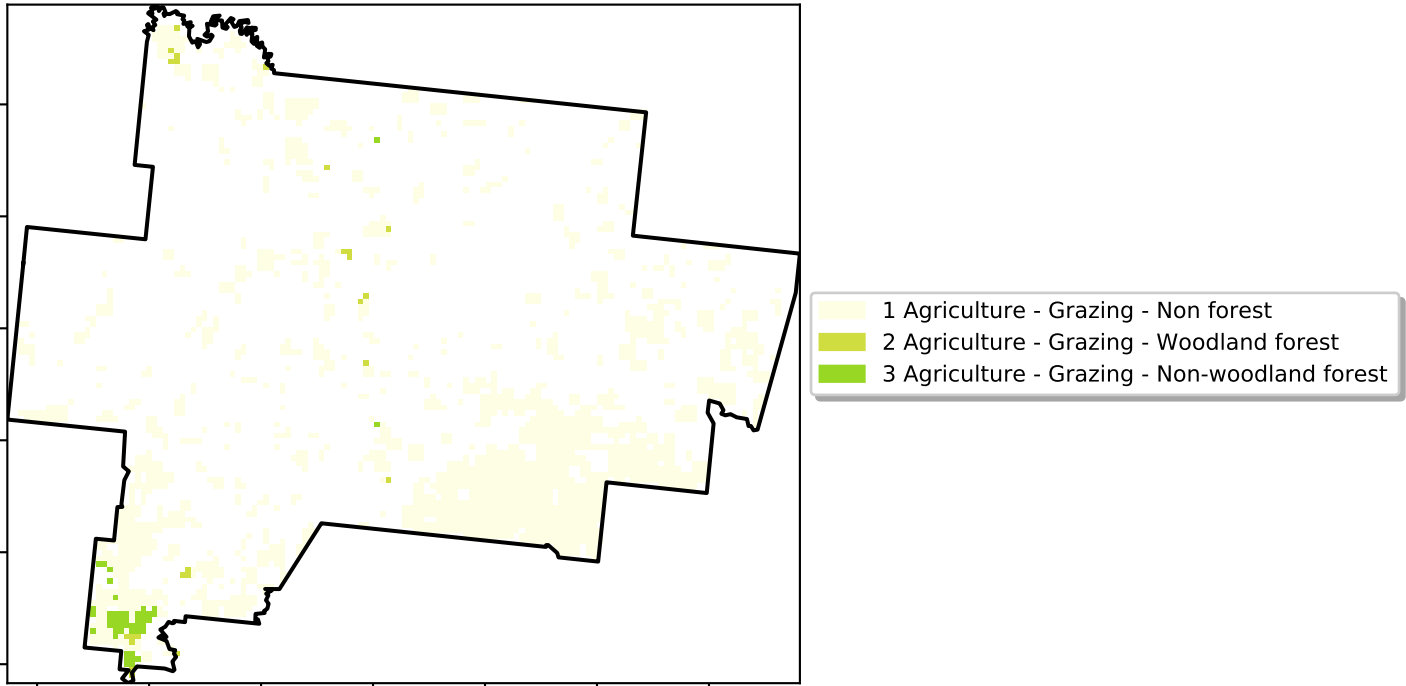 1 Agriculture - Grazing - Non forest
2 Agriculture - Grazing - Woodland forest
3 Agriculture - Grazing - Non-woodland forest